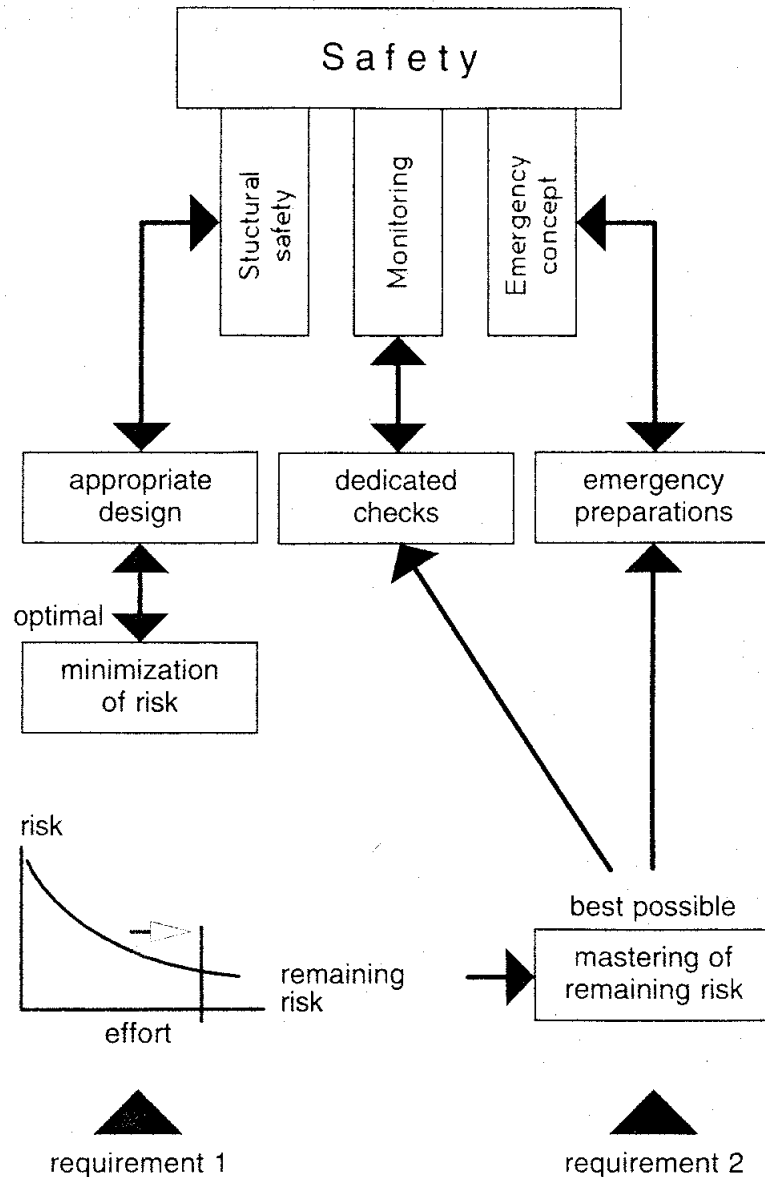 Safety
Stuctural
safety
Monitoring
Emergency
concept
appropriate
design
dedicated
checks
emergency
preparations
optimal
minimization
of risk
risk
effort
remaining
risk
best possible
mastering of
remaining risk
requirement 1
requirement 2